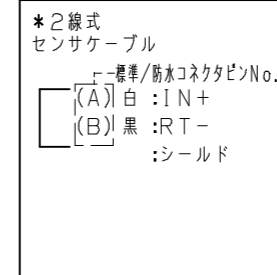 *2線式
センサケーブル
標準/防水コネクタピンNo.
(A) 白 :IN+
(B) 黒 :RT-
:シールド